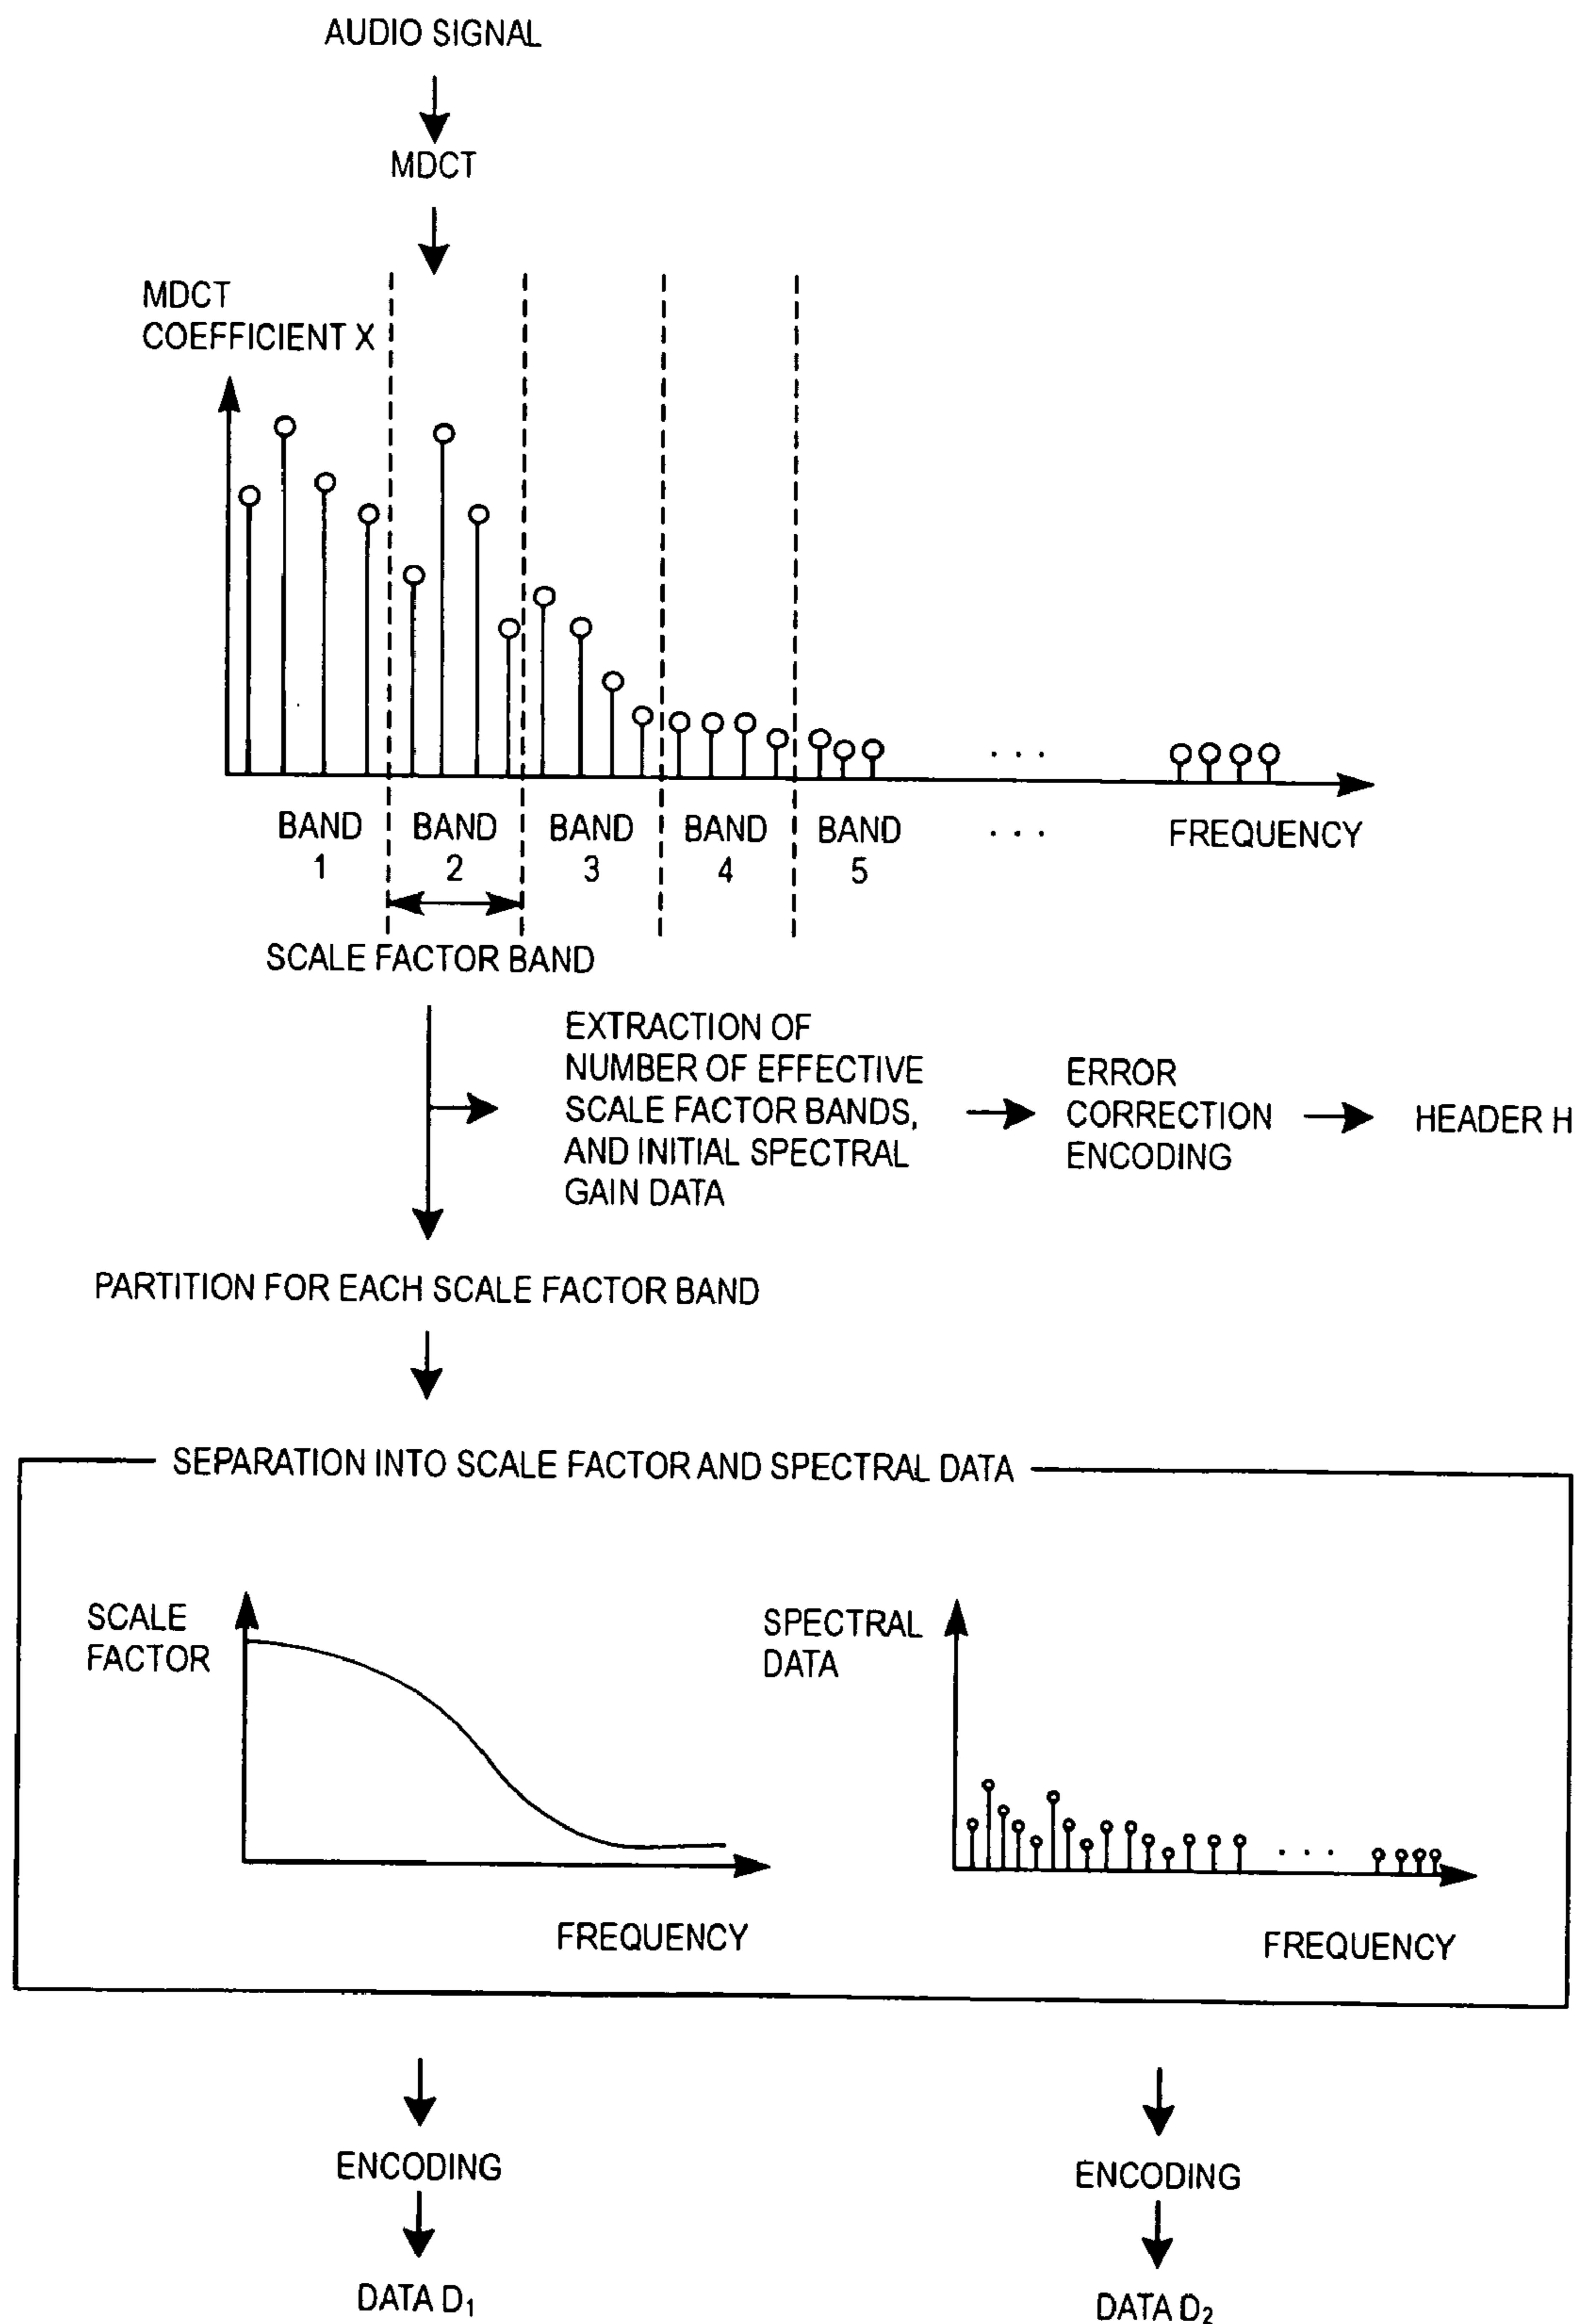 AUDIO SIGNAL
MDCT
MDCT
COEFFICIENT X
BAND
1
BAND
2
BAND
3
BAND
4
BAND
5
. . .
. . .
FREQUENCY
SCALE FACTOR BAND
EXTRACTION OF
NUMBER OF EFFECTIVE
SCALE FACTOR BANDS,
AND INITIAL SPECTRAL
GAIN DATA
ERROR
CORRECTION
ENCODING
HEADER H
PARTITION FOR EACH SCALE FACTOR BAND
SEPARATION INTO SCALE FACTOR AND SPECTRAL DATA
SCALE
FACTOR
FREQUENCY
SPECTRAL
DATA
. . .
FREQUENCY
ENCODING
DATA D₁
ENCODING
DATA D₂